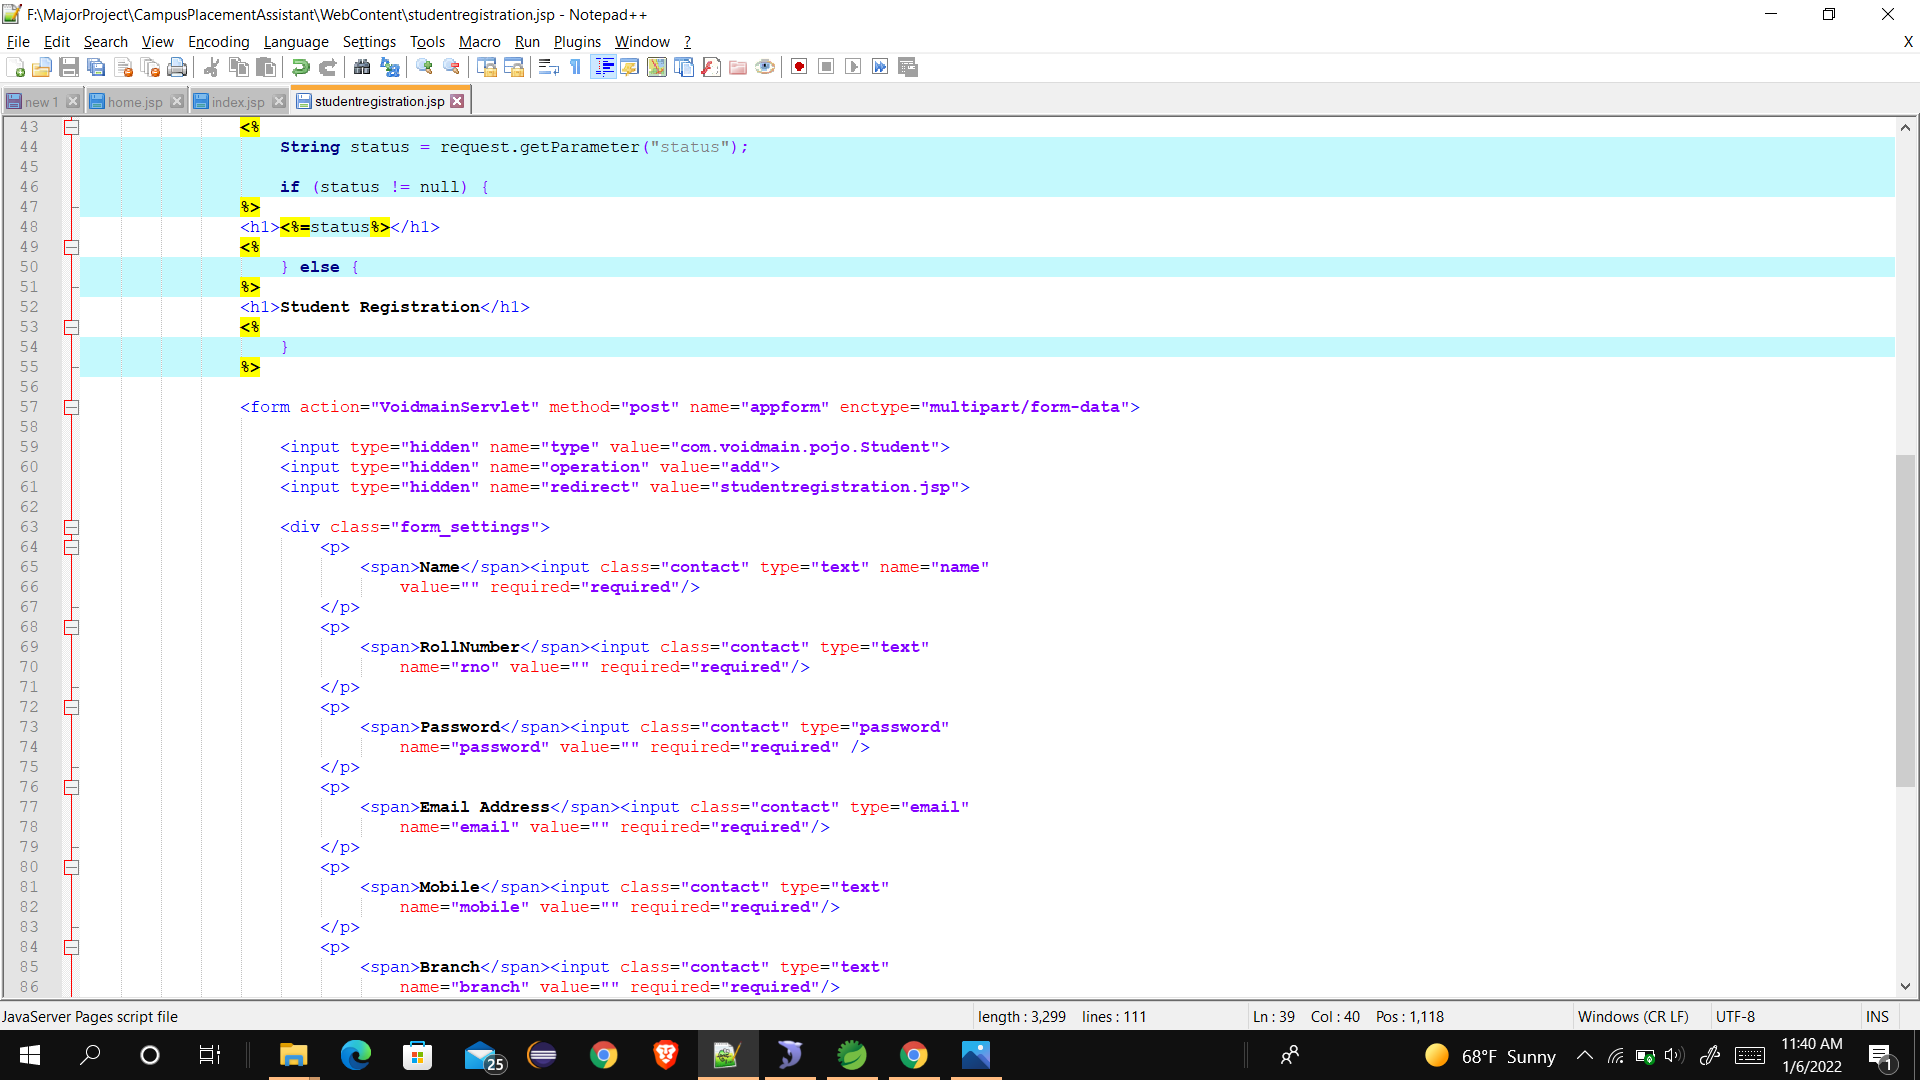 F:\MajorProject\CampusPlacementAssistant\WebContent\studentregistration.jsp - Notepad++
File Edit Search View Encoding Language Settings Tools Macro Run Plugins Window ? X
new 1 home.jsp index.jsp studentregistration.jsp
43 <%
44 String status = request.getParameter("status");
45
46 if (status != null) {
47 %>
48 <h1><%=status%></h1>
49 <%
50 } else {
51 %>
52 <h1>Student Registration</h1>
53 <%
54 }
55 %>
56
57 <form action="VoidmainServlet" method="post" name="appform" enctype="multipart/form-data">
58
59 <input type="hidden" name="type" value="com.voidmain.pojo.Student">
60 <input type="hidden" name="operation" value="add">
61 <input type="hidden" name="redirect" value="studentregistration.jsp">
62
63 <div class="form_settings">
64 <p>
65 <span>Name</span><input class="contact" type="text" name="name"
66 value="" required="required"/>
67 </p>
68 <p>
69 <span>RollNumber</span><input class="contact" type="text"
70 name="rno" value="" required="required"/>
71 </p>
72 <p>
73 <span>Password</span><input class="contact" type="password"
74 name="password" value="" required="required" />
75 </p>
76 <p>
77 <span>Email Address</span><input class="contact" type="email"
78 name="email" value="" required="required"/>
79 </p>
80 <p>
81 <span>Mobile</span><input class="contact" type="text"
82 name="mobile" value="" required="required"/>
83 </p>
84 <p>
85 <span>Branch</span><input class="contact" type="text"
86 name="branch" value="" required="required"/>
JavaServer Pages script file length : 3,299 lines : 111 Ln : 39 Col : 40 Pos : 1,118 Windows (CR LF) UTF-8 INS
25 68°F Sunny 11:40 AM
1/6/2022 1